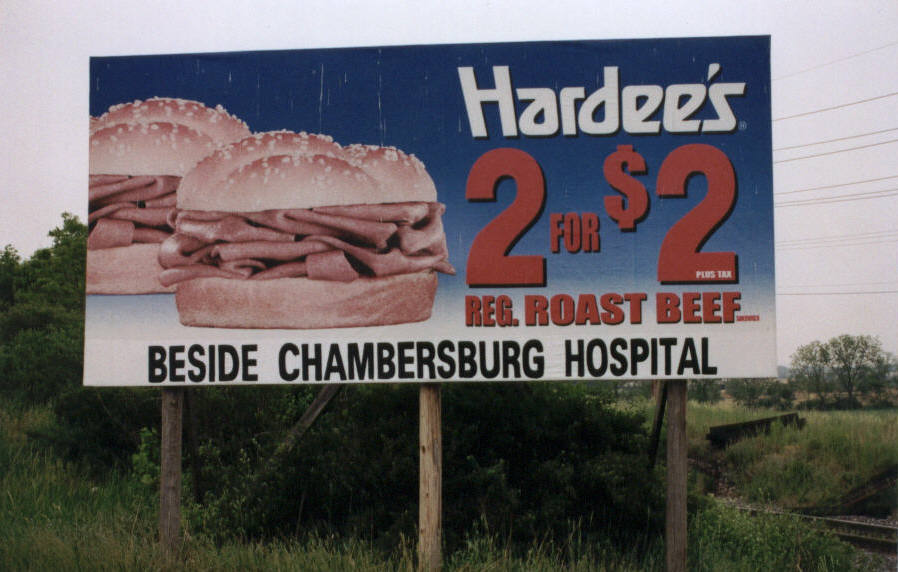 Hardee's®
2 FOR $2
PLUS TAX
REG. ROAST BEEF
BESIDE CHAMBERSBURG HOSPITAL